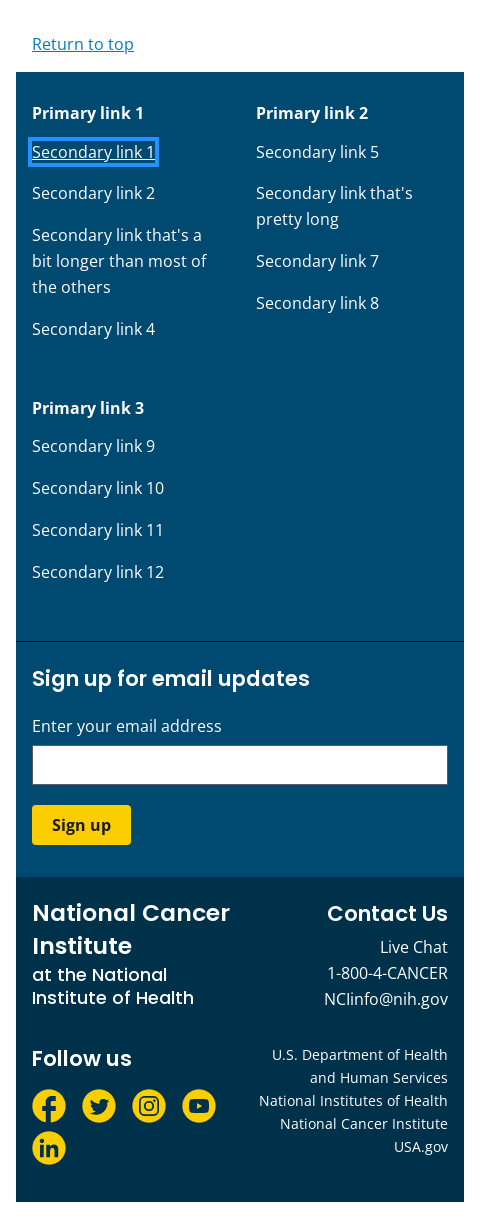 Return to top
Primary link 1
Secondary link 1
Secondary link 2
Secondary link that's a
bit longer than most of
the others
Secondary link 4
Primary link 2
Secondary link 5
Secondary link that's
pretty long
Secondary link 7
Secondary link 8
Primary link 3
Secondary link 9
Secondary link 10
Secondary link 11
Secondary link 12
Sign up for email updates
Enter your email address
Sign up
National Cancer
Institute
at the National
Institute of Health
Contact Us
Live Chat
1-800-4-CANCER
NCIinfo@nih.gov
Follow us
U.S. Department of Health
and Human Services
National Institutes of Health
National Cancer Institute
USA.gov